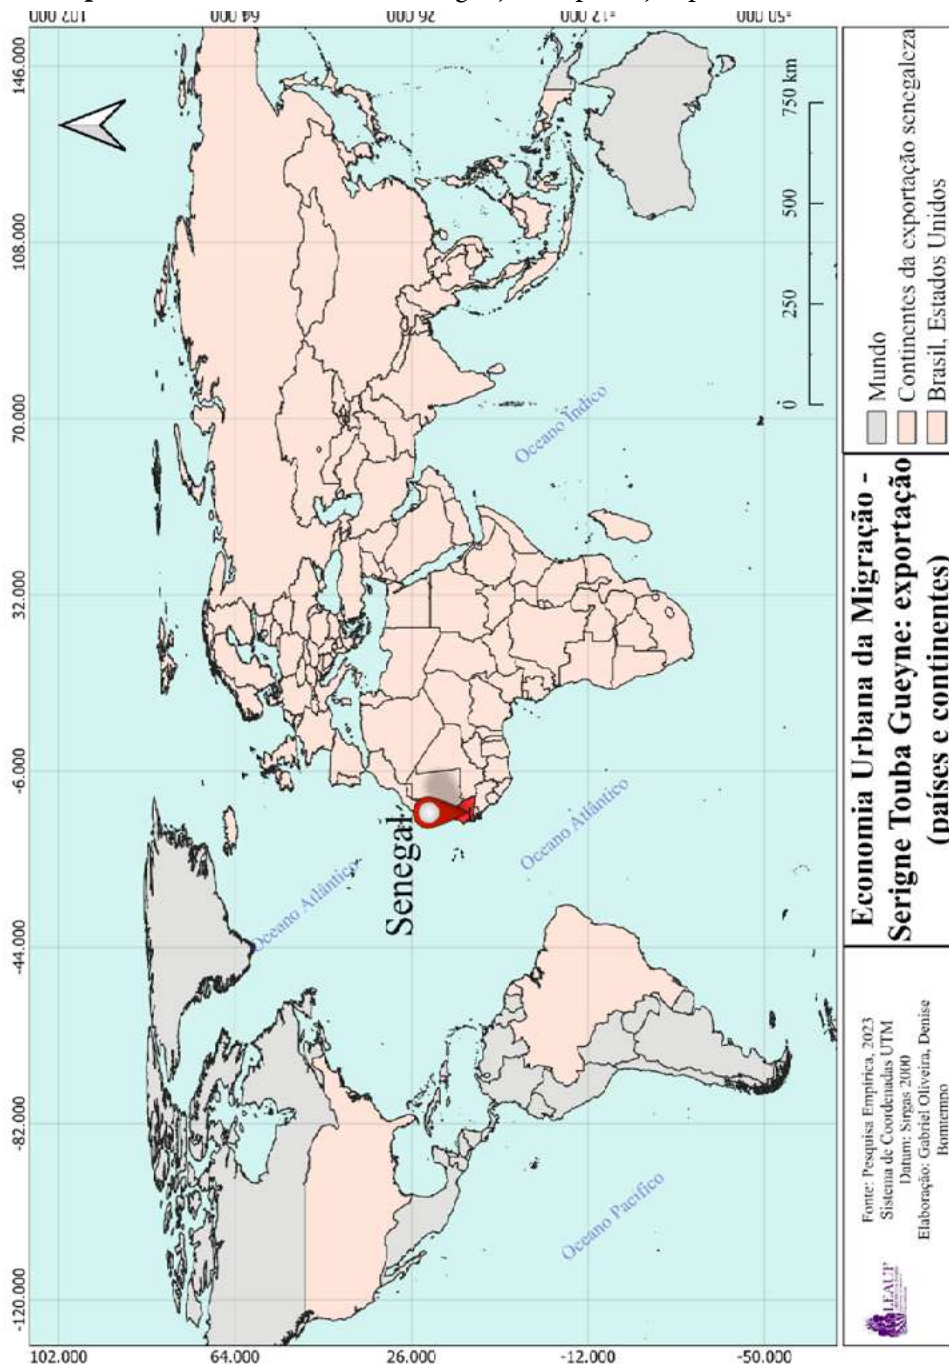 102.000
64.000
26.000
-12.000
-50.000
-120.000
-82.000
-44.000
-6.000
32.000
70.000
108.000
146.000
Oceano Atlântico
Senegal
Oceano Atlântico
Oceano Índico
Oceano Pacífico
0 250 500 750 km
Fonte: Pesquisa Empírica, 2023
Sistema de Coordenadas UTM
Datum: Sirgas 2000
Elaboração: Gabriel Oliveira, Denise
Bomtempo
Economia Urbana da Migração -
Serigne Touba Gueyne: exportação
(países e continentes)
Mundo
Continentes da exportação senegaleza
Brasil, Estados Unidos